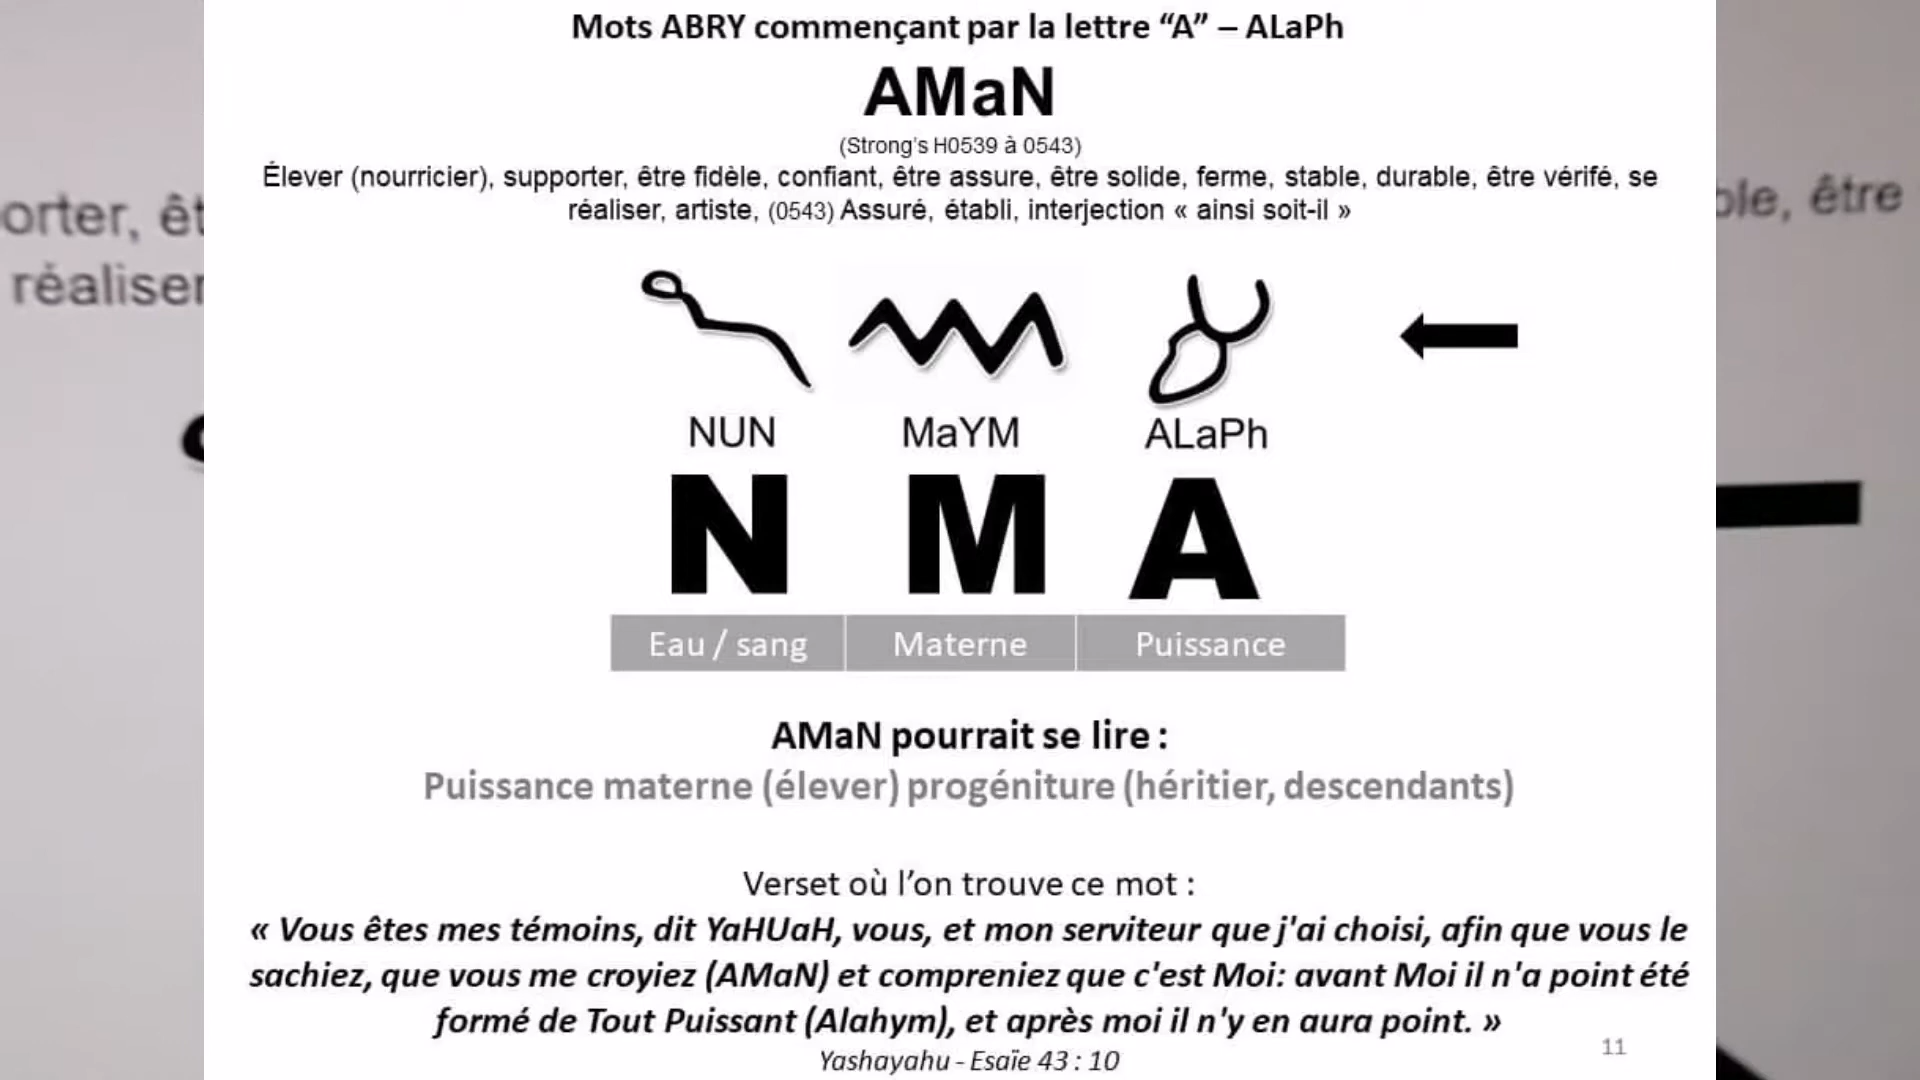 Mots ABRY commençant par la lettre “A” – ALaPh
AMaN
(Strong's H0539 à 0543)
Élever (nourricier), supporter, être fidèle, confiant, être assure, être solide, ferme, stable, durable, être vérifé, se
réaliser, artiste, (0543) Assuré, établi, interjection « ainsi soit-il »
NUN MaYM ALaPh
N M A
Eau / sang Materne Puissance
AMaN pourrait se lire :
Puissance materne (élever) progéniture (héritier, descendants)
Verset où l’on trouve ce mot :
« Vous êtes mes témoins, dit YaHUaH, vous, et mon serviteur que j'ai choisi, afin que vous le
sachiez, que vous me croyiez (AMaN) et compreniez que c'est Moi: avant Moi il n'a point été
formé de Tout Puissant (Alahym), et après moi il n'y en aura point. »
Yashayahu - Esaïe 43 : 10
11